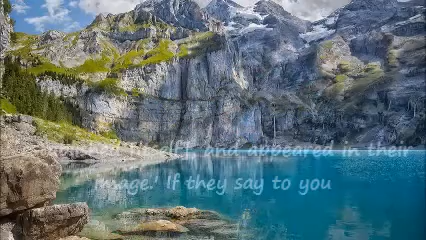 and appeared in their
image. If they say to you